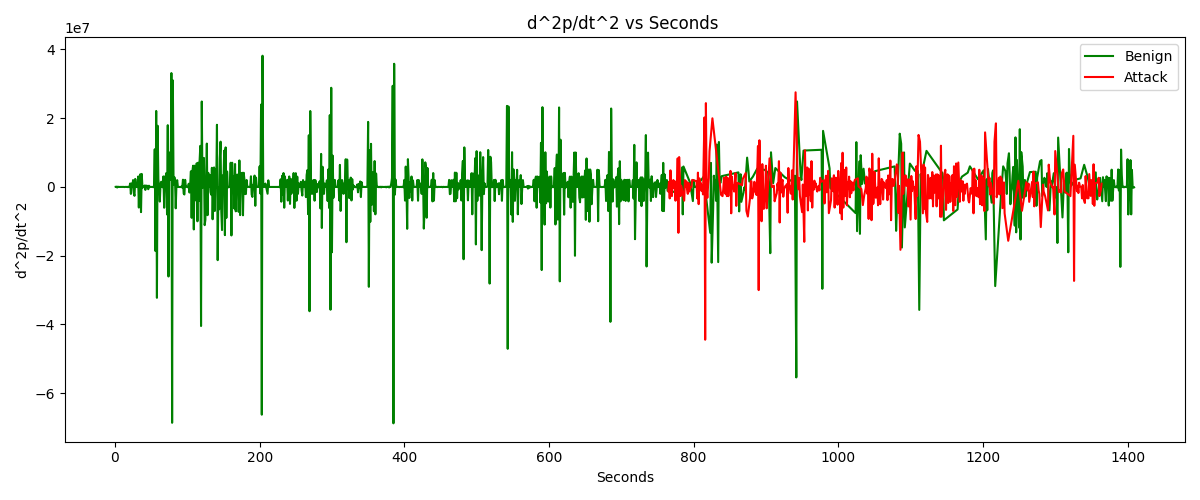 d^2p/dt^2 vs Seconds
1e7
Benign
Attack
4
2
0
−2
−4
−6
d^2p/dt^2
0 200 400 600 800 1000 1200 1400
Seconds